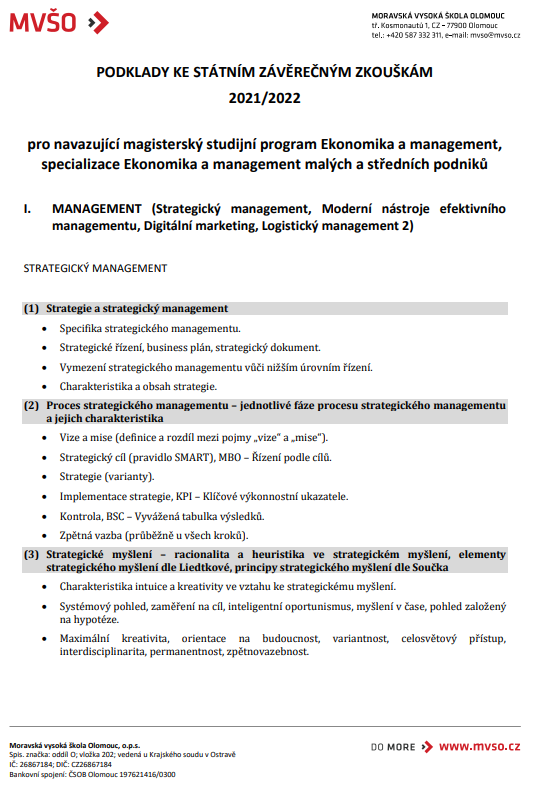 MVŠO
MORAVSKÁ VYSOKÁ ŠKOLA OLOMOUC
tř. Kosmonautů 1, CZ – 77900 Olomouc
tel.: +420 587 332 311, e-mail: mvso@mvso.cz
PODKLADY KE STÁTNÍM ZÁVĚREČNÝM ZKOUŠKÁM
2021/2022
pro navazující magisterský studijní program Ekonomika a management,
specializace Ekonomika a management malých a středních podniků
I. MANAGEMENT (Strategický management, Moderní nástroje efektivního
managementu, Digitální marketing, Logistický management 2)
STRATEGICKÝ MANAGEMENT
(1) Strategie a strategický management
• Specifika strategického managementu.
• Strategické řízení, business plán, strategický dokument.
• Vymezení strategického managementu vůči nižším úrovním řízení.
• Charakteristika a obsah strategie.
(2) Proces strategického managementu – jednotlivé fáze procesu strategického managementu
a jejich charakteristika
• Vize a mise (definice a rozdíl mezi pojmy „vize“ a „mise“).
• Strategický cíl (pravidlo SMART), MBO – Řízení podle cílů.
• Strategie (varianty).
• Implementace strategie, KPI – Klíčové výkonnostní ukazatele.
• Kontrola, BSC – Vyvážená tabulka výsledků.
• Zpětná vazba (průběžně u všech kroků).
(3) Strategické myšlení – racionalita a heuristika ve strategickém myšlení, elementy
strategického myšlení dle Liedtkové, principy strategického myšlení dle Součka
• Charakteristika intuice a kreativity ve vztahu ke strategickému myšlení.
• Systémový pohled, zaměření na cíl, inteligentní oportunismus, myšlení v čase, pohled založený
na hypotéze.
• Maximální kreativita, orientace na budoucnost, variantnost, celosvětový přístup,
interdisciplinarita, permanentnost, zpětnovazebnost.
Moravská vysoká škola Olomouc, o.p.s.
Spis. značka: oddíl O; vložka 202; vedená u Krajského soudu v Ostravě
IČ: 26867184; DIČ: CZ26867184
Bankovní spojení: ČSOB Olomouc 197621416/0300
DO MORE www.mvso.cz